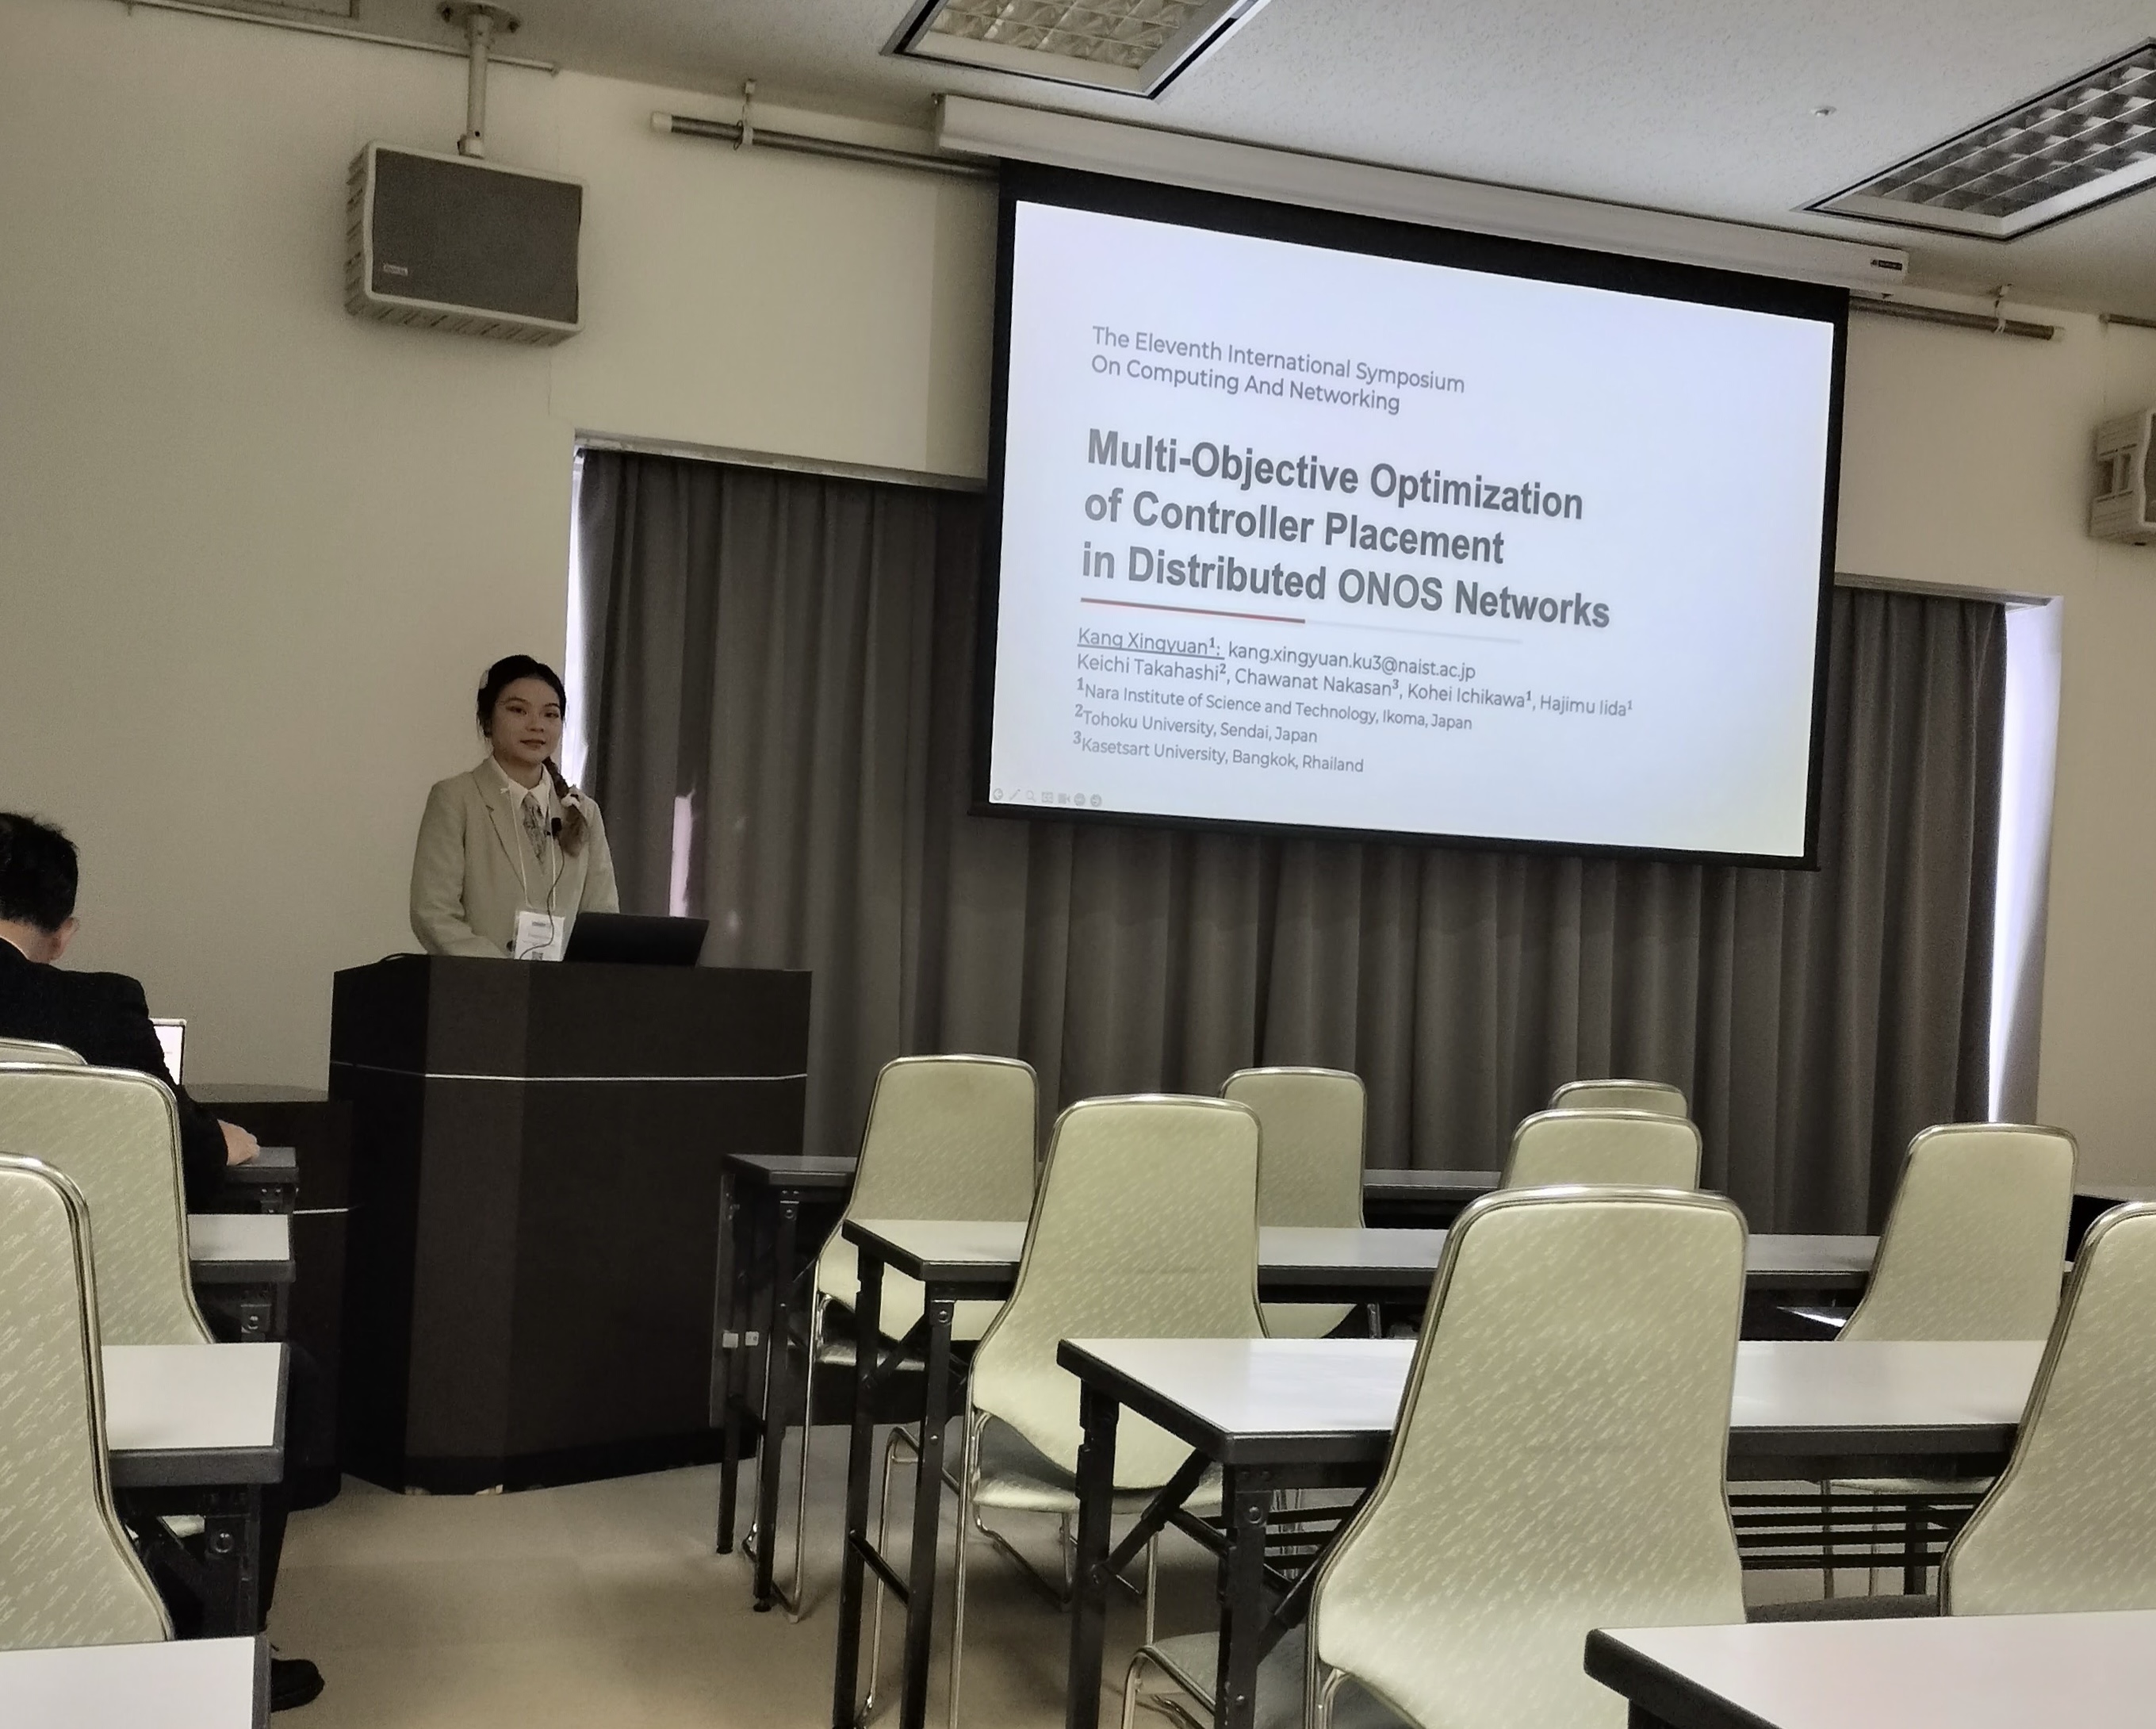 The Eleventh International Symposium
On Computing And Networking
Multi-Objective Optimization
of Controller Placement
in Distributed ONOS Networks
Kang Xingyuan¹: kang.xingyuan.ku3@naist.ac.jp
Keichi Takahashi², Chawanat Nakasan³, Kohei Ichikawa¹, Hajimu Iida¹
¹Nara Institute of Science and Technology, Ikoma, Japan
²Tohoku University, Sendai, Japan
³Kasetsart University, Bangkok, Rhailand